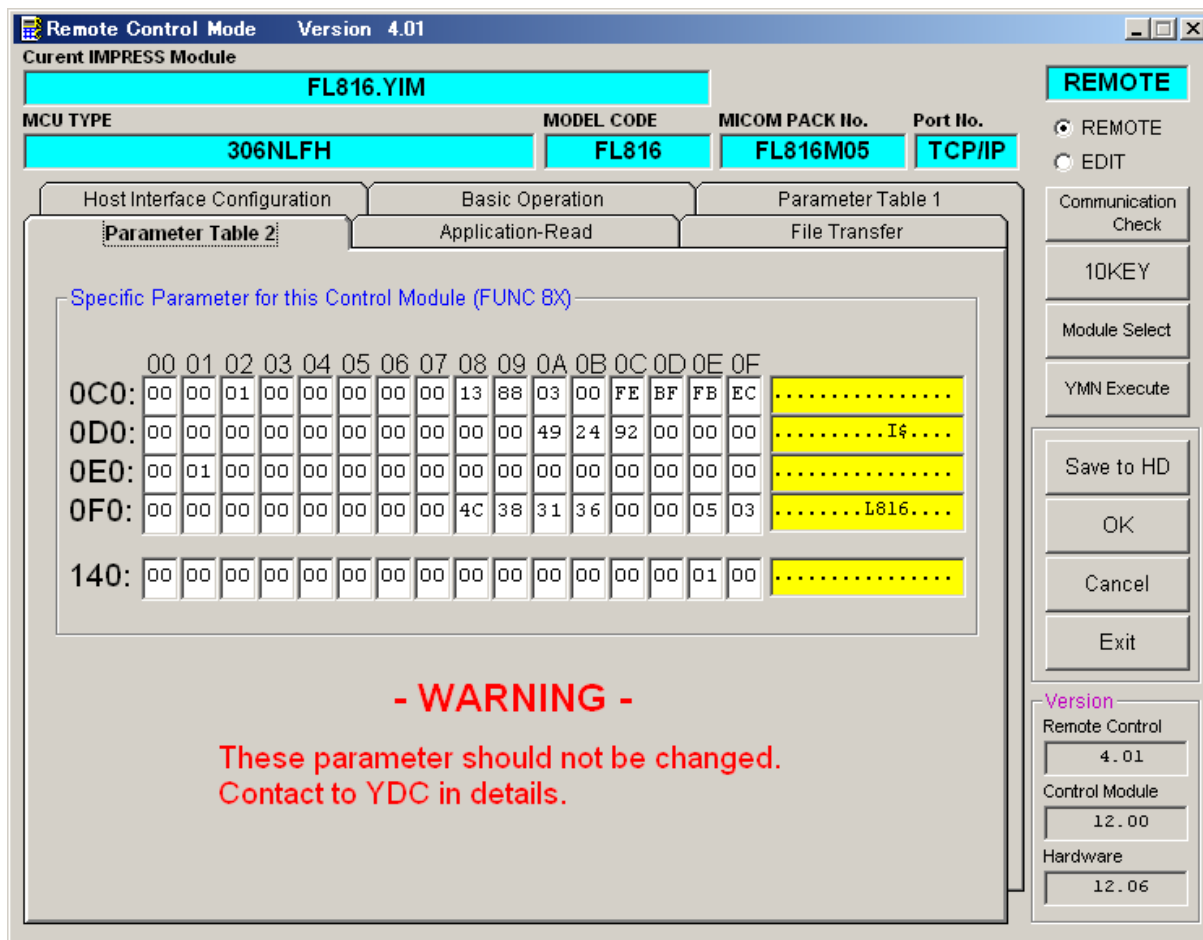 Remote Control Mode Version 4.01
Curent IMPRESS Module
FL816.YIM
REMOTE
MCU TYPE MODEL CODE MICOM PACK No. Port No.
306NLFH FL816 FL816M05 TCP/IP
REMOTE
EDIT
Host Interface Configuration Basic Operation Parameter Table 1
Parameter Table 2 Application-Read File Transfer
Communication
Check
10KEY
Module Select
YMN Execute
Save to HD
OK
Cancel
Exit
Specific Parameter for this Control Module (FUNC 8X)
00 01 02 03 04 05 06 07 08 09 0A 0B 0C 0D 0E 0F
0C0: 00 00 01 00 00 00 00 00 13 88 03 00 FE BF FB EC ................
0D0: 00 00 00 00 00 00 00 00 00 00 49 24 92 00 00 00 ..........I$....
0E0: 00 01 00 00 00 00 00 00 00 00 00 00 00 00 00 00 ................
0F0: 00 00 00 00 00 00 00 00 4C 38 31 36 00 00 05 03 ........L816....
140: 00 00 00 00 00 00 00 00 00 00 00 00 00 00 01 00 ................
- WARNING -
These parameter should not be changed.
Contact to YDC in details.
Version
Remote Control
4.01
Control Module
12.00
Hardware
12.06